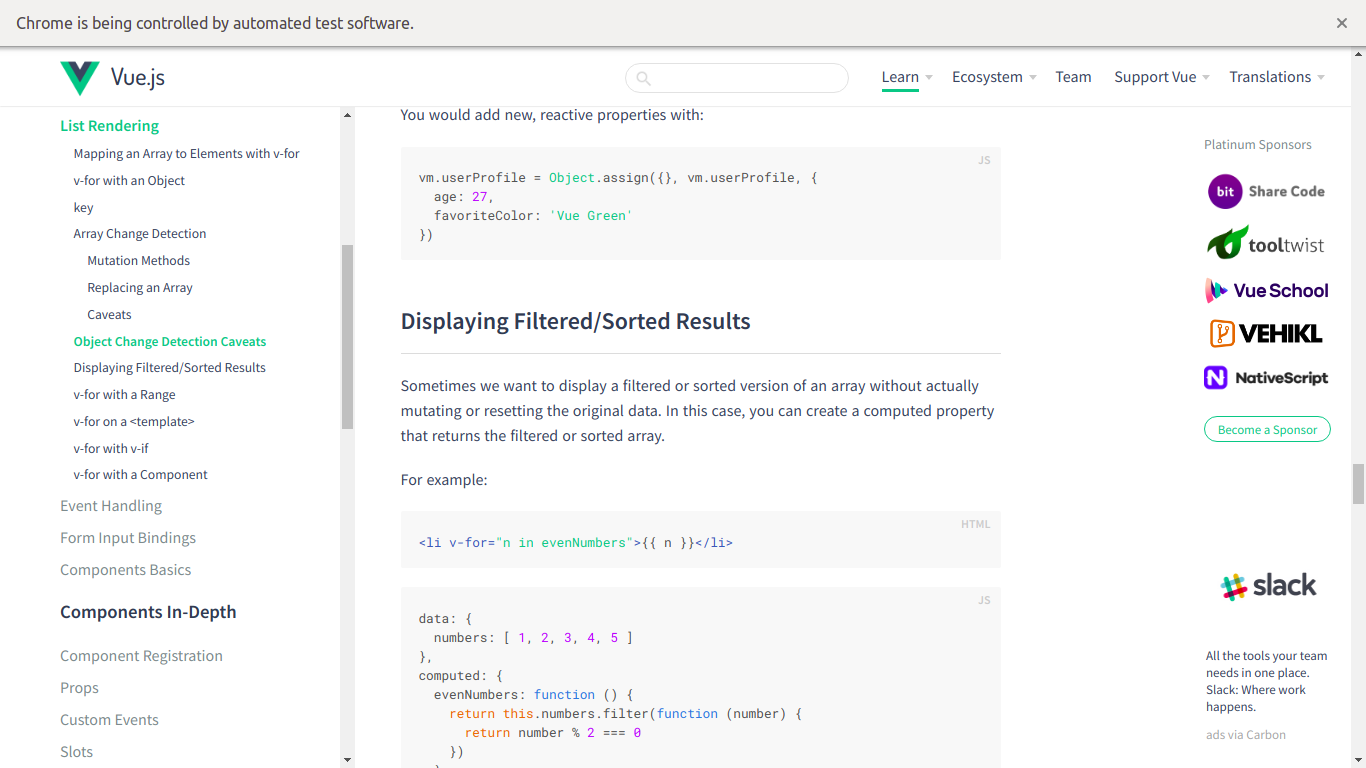 Chrome is being controlled by automated test software.
Vue.js
Learn
Ecosystem
Team
Support Vue
Translations
List Rendering
Mapping an Array to Elements with v-for
v-for with an Object
key
Array Change Detection
Mutation Methods
Replacing an Array
Caveats
Object Change Detection Caveats
Displaying Filtered/Sorted Results
v-for with a Range
v-for on a <template>
v-for with v-if
v-for with a Component
Event Handling
Form Input Bindings
Components Basics
Components In-Depth
Component Registration
Props
Custom Events
Slots
You would add new, reactive properties with:
JS
vm.userProfile = Object.assign({}, vm.userProfile, {
  age: 27,
  favoriteColor: 'Vue Green'
})
Displaying Filtered/Sorted Results
Sometimes we want to display a filtered or sorted version of an array without actually
mutating or resetting the original data. In this case, you can create a computed property
that returns the filtered or sorted array.
For example:
HTML
<li v-for="n in evenNumbers">{{ n }}</li>
JS
data: {
  numbers: [ 1, 2, 3, 4, 5 ]
},
computed: {
  evenNumbers: function () {
    return this.numbers.filter(function (number) {
      return number % 2 === 0
    })
Platinum Sponsors
bit Share Code
tooltwist
Vue School
VEHIKL
NativeScript
Become a Sponsor
slack
All the tools your team
needs in one place.
Slack: Where work
happens.
ads via Carbon